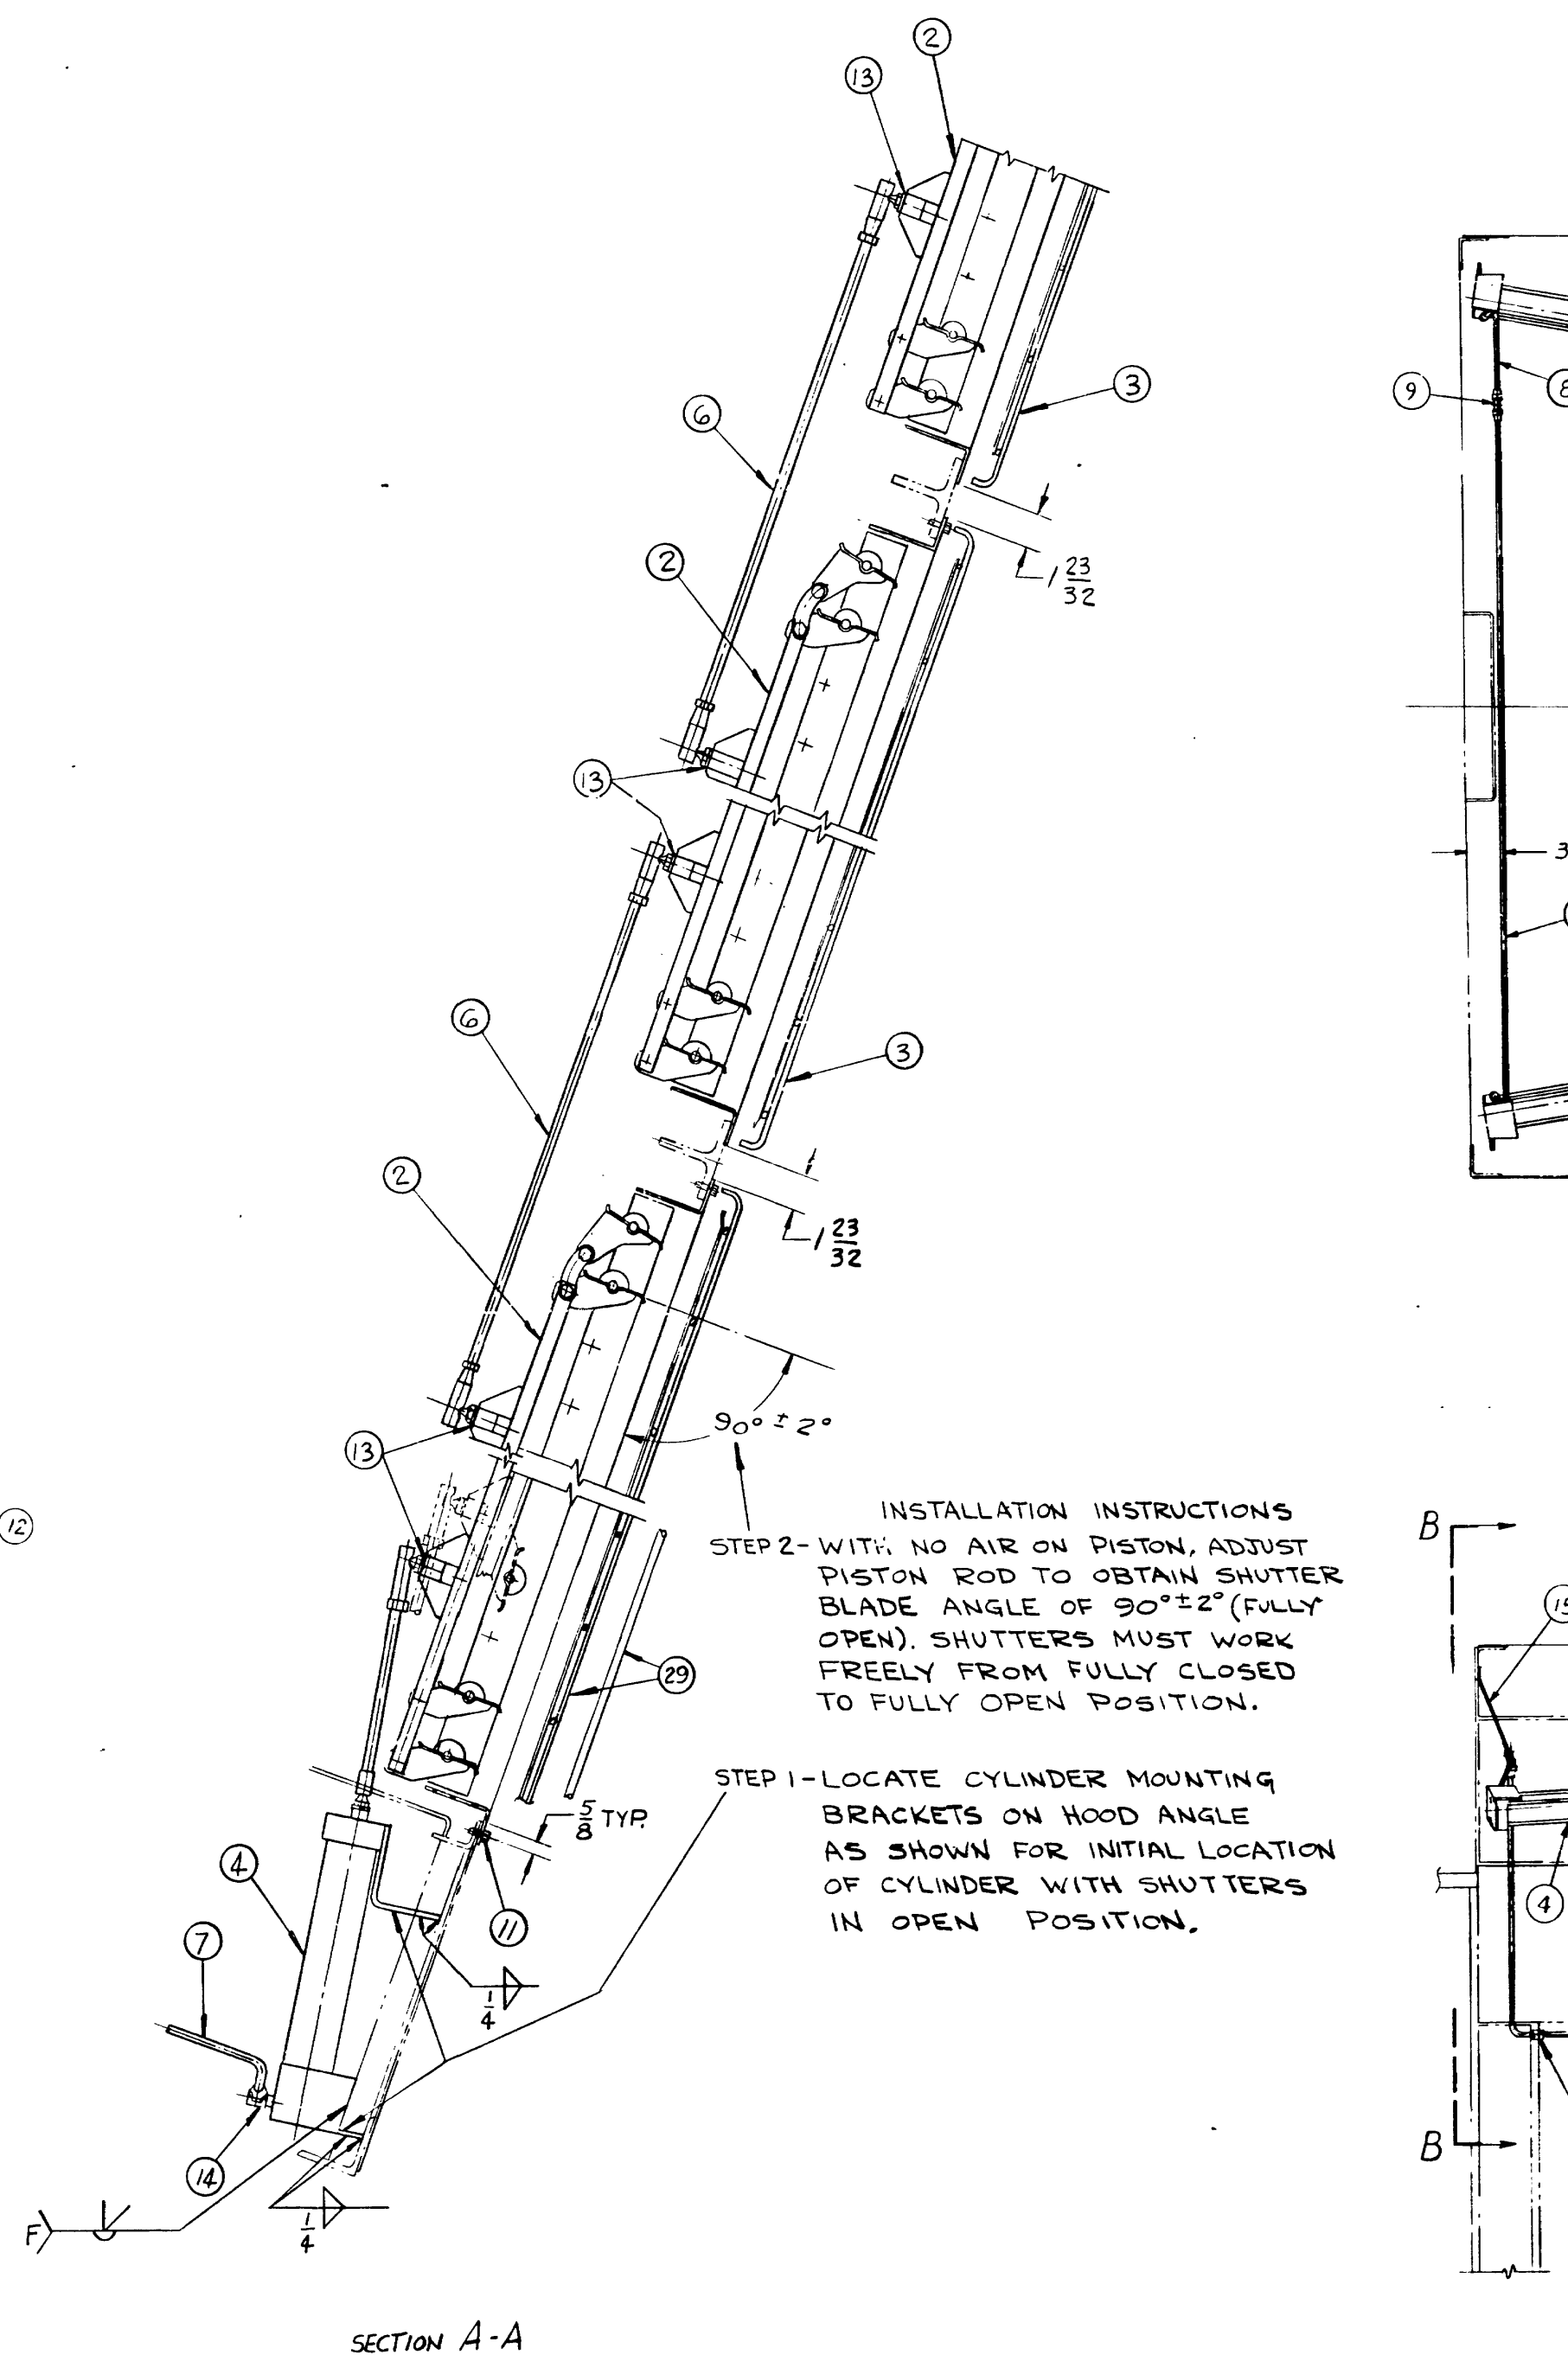 2
13
3
6
9
8
1 23/32
2
13
3
6
3
2
1 23/32
90° ± 2°
13
12
INSTALLATION INSTRUCTIONS
STEP 2- WITH NO AIR ON PISTON, ADJUST
PISTON ROD TO OBTAIN SHUTTER
BLADE ANGLE OF 90°±2° (FULLY
OPEN). SHUTTERS MUST WORK
FREELY FROM FULLY CLOSED
TO FULLY OPEN POSITION.
B
15
29
STEP 1- LOCATE CYLINDER MOUNTING
BRACKETS ON HOOD ANGLE
AS SHOWN FOR INITIAL LOCATION
OF CYLINDER WITH SHUTTERS
IN OPEN POSITION.
5/8 TYP.
4
11
4
7
1/4
B
14
1/4
F
SECTION A-A